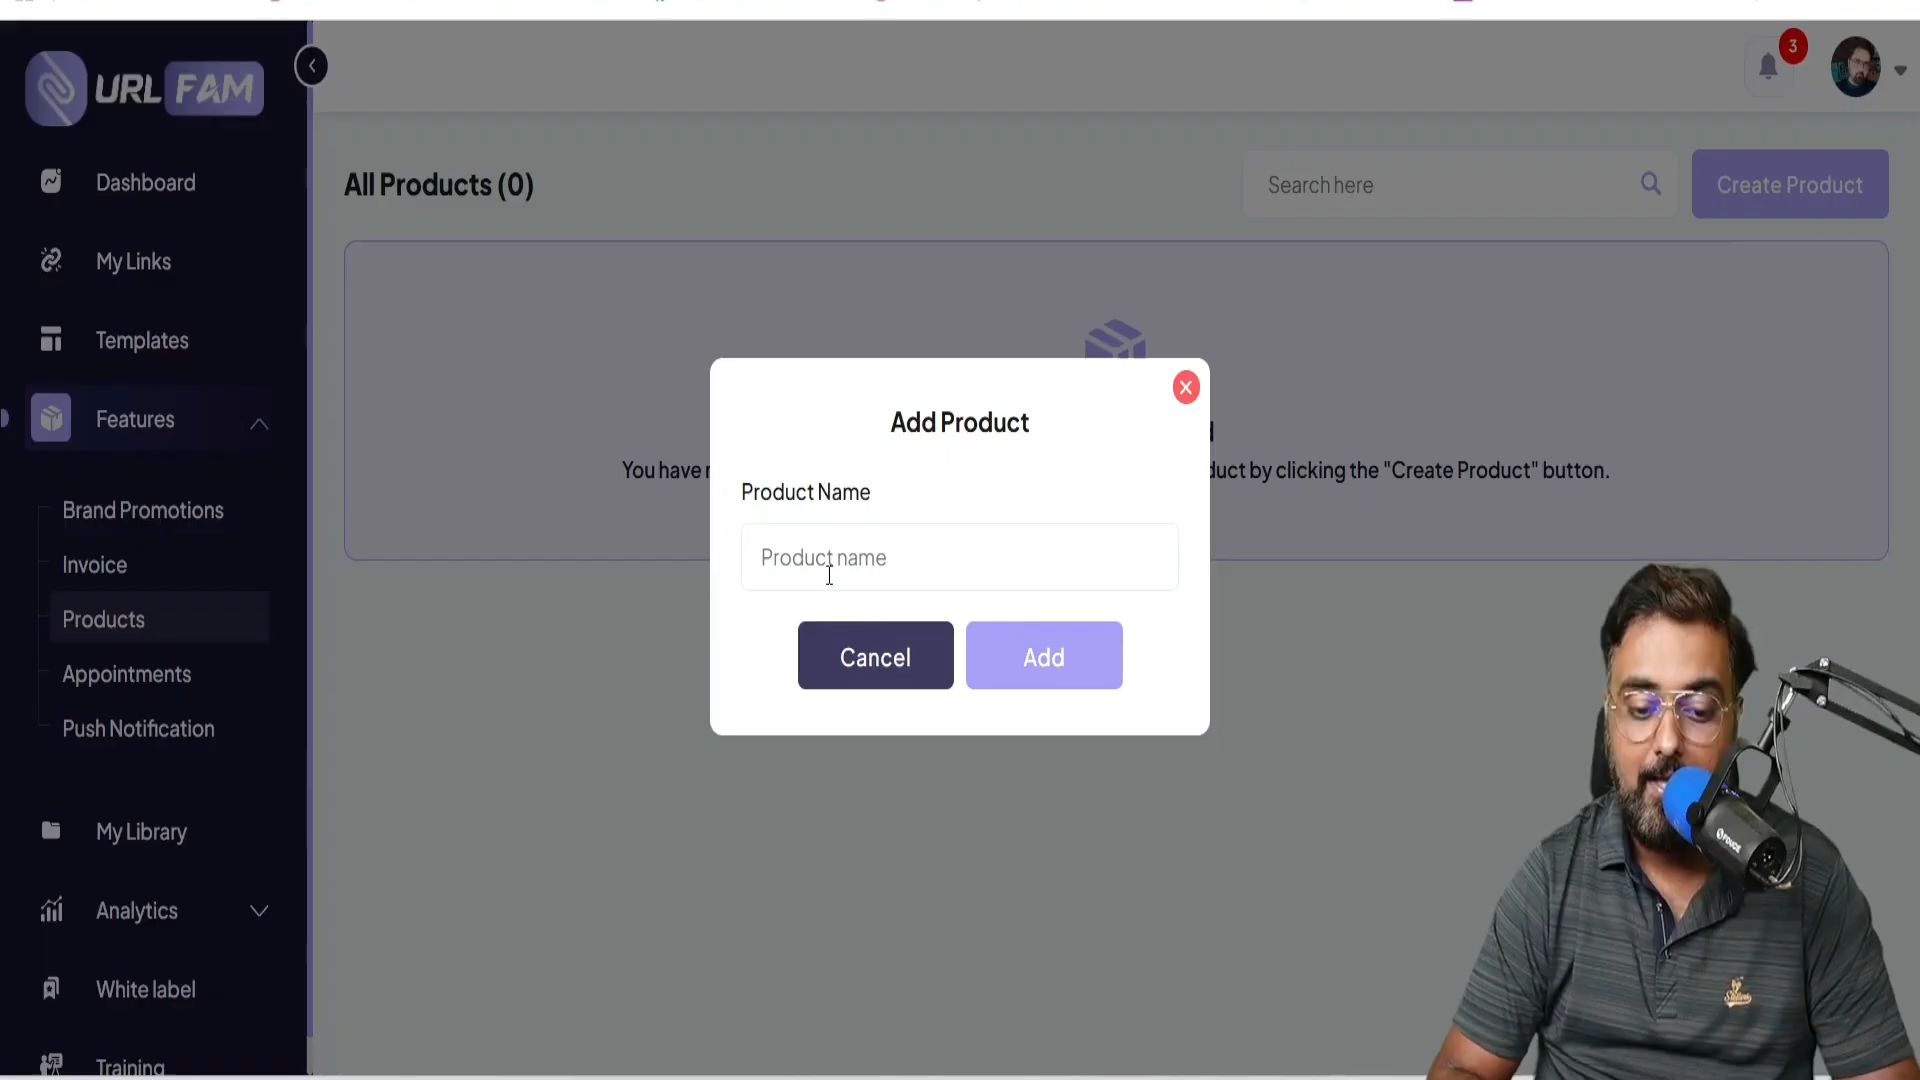 URL FAM
3
Dashboard
My Links
Templates
Features
Brand Promotions
Invoice
Products
Appointments
Push Notification
My Library
Analytics
White label
Training
All Products (0)
Search here
Create Product
You have
duct by clicking the "Create Product" button.
Add Product
Product Name
Product name
Cancel
Add